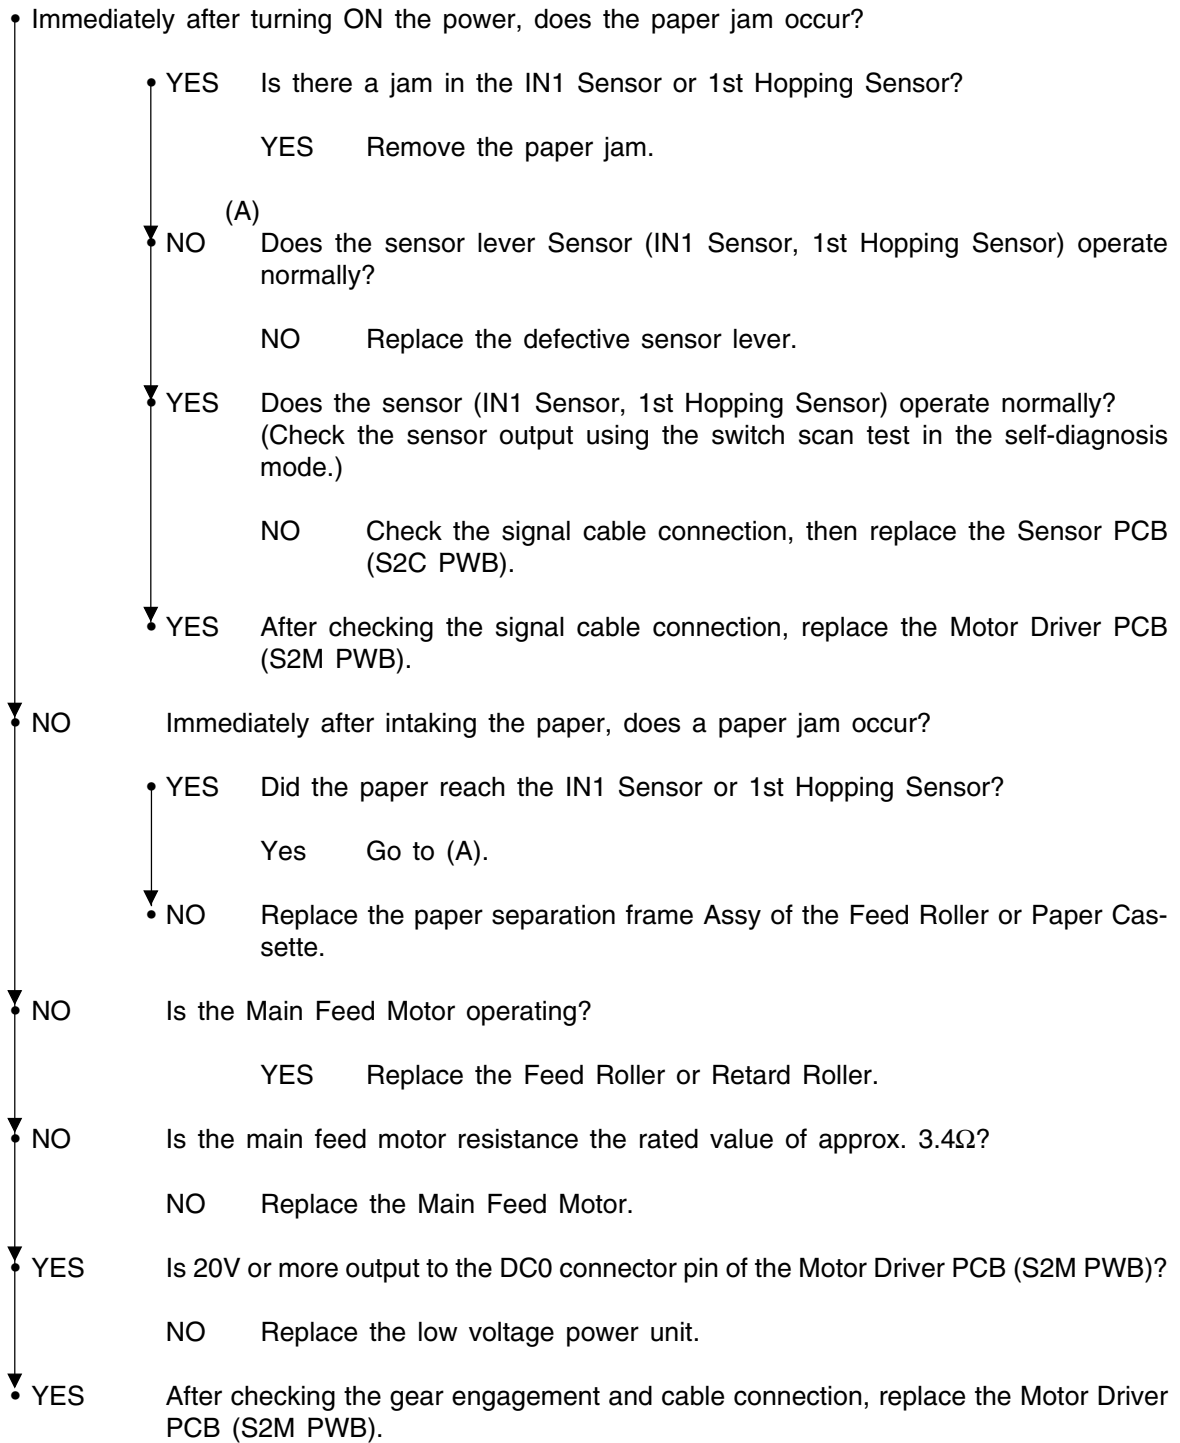 Immediately after turning ON the power, does the paper jam occur?
YES Is there a jam in the IN1 Sensor or 1st Hopping Sensor?
YES Remove the paper jam.
(A)
NO Does the sensor lever Sensor (IN1 Sensor, 1st Hopping Sensor) operate
normally?
NO Replace the defective sensor lever.
YES Does the sensor (IN1 Sensor, 1st Hopping Sensor) operate normally?
(Check the sensor output using the switch scan test in the self-diagnosis
mode.)
NO Check the signal cable connection, then replace the Sensor PCB
(S2C PWB).
YES After checking the signal cable connection, replace the Motor Driver PCB
(S2M PWB).
NO Immediately after intaking the paper, does a paper jam occur?
YES Did the paper reach the IN1 Sensor or 1st Hopping Sensor?
Yes Go to (A).
NO Replace the paper separation frame Assy of the Feed Roller or Paper Cas-
sette.
NO Is the Main Feed Motor operating?
YES Replace the Feed Roller or Retard Roller.
NO Is the main feed motor resistance the rated value of approx. 3.4Ω?
NO Replace the Main Feed Motor.
YES Is 20V or more output to the DC0 connector pin of the Motor Driver PCB (S2M PWB)?
NO Replace the low voltage power unit.
YES After checking the gear engagement and cable connection, replace the Motor Driver
PCB (S2M PWB).